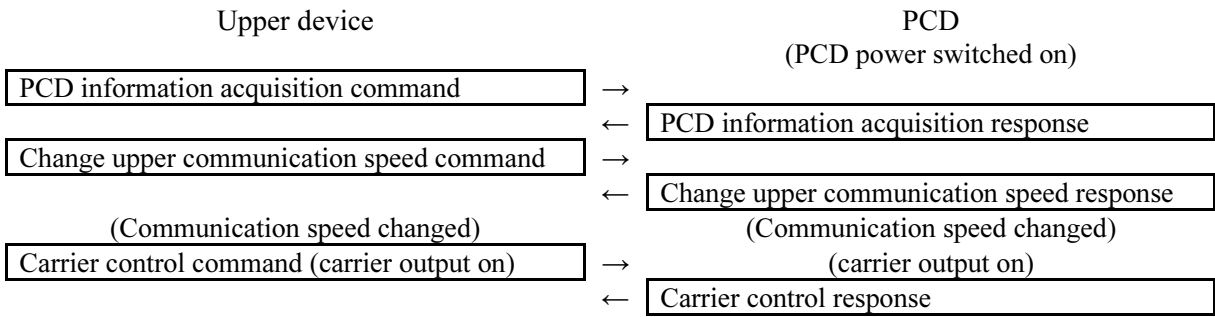 Upper device PCD
(PCD power switched on)
PCD information acquisition command →
← PCD information acquisition response
Change upper communication speed command →
← Change upper communication speed response
(Communication speed changed) (Communication speed changed)
Carrier control command (carrier output on) → (carrier output on)
← Carrier control response